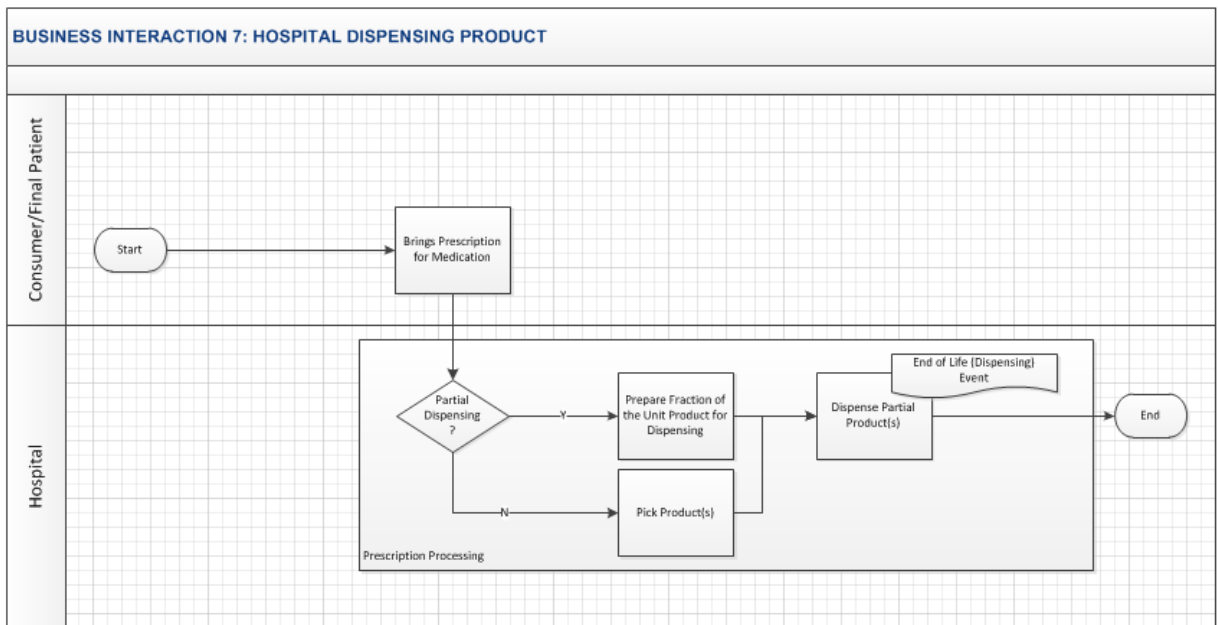 BUSINESS INTERACTION 7: HOSPITAL DISPENSING PRODUCT
Consumer/Final Patient
Start
Brings Prescription
for Medication
Hospital
Partial
Dispensing
?
Y
N
Prepare Fraction of
the Unit Product for
Dispensing
Pick Product(s)
End of Life (Dispensing)
Event
Dispense Partial
Product(s)
End
Prescription Processing